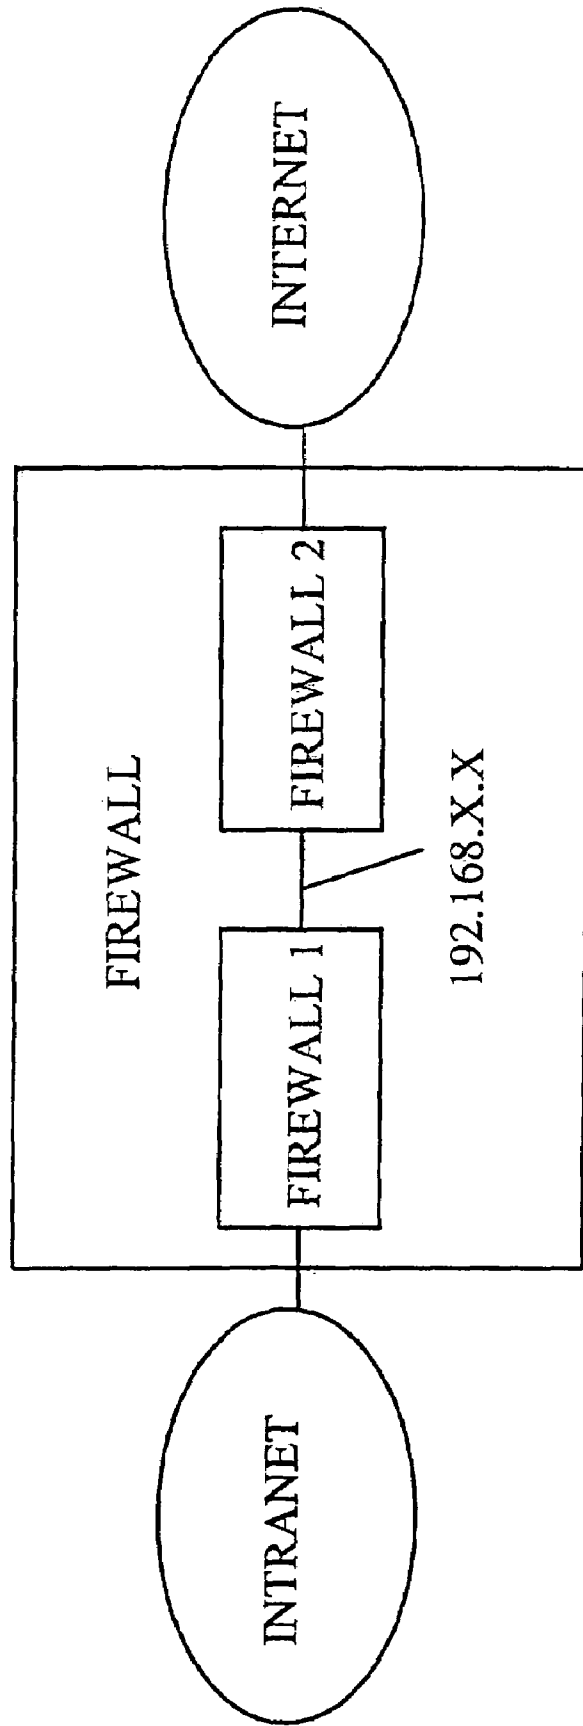 FIREWALL
INTRANET
FIREWALL 1
FIREWALL 2
INTERNET
192.168.X.X